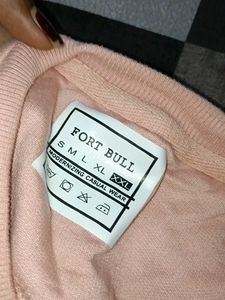 FORT BULL
S M L XL XXL
MODERNIZING CASUAL WEAR